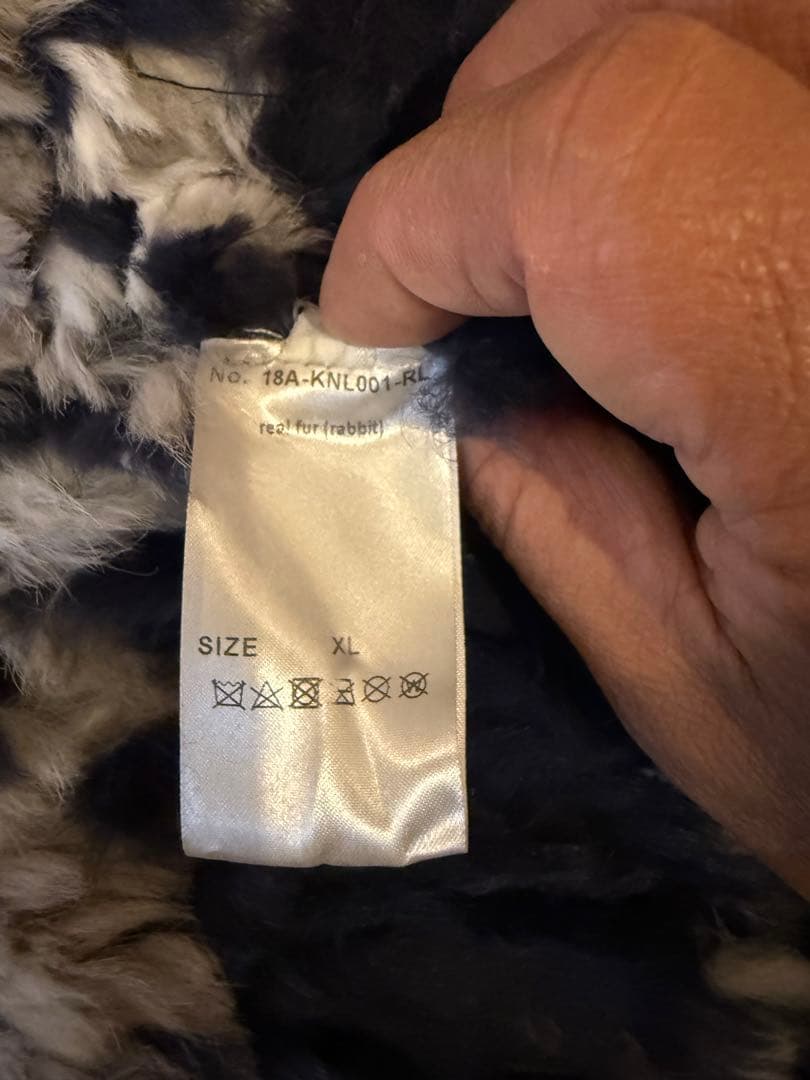 No. 18A-KNL001-RL
real fur (rabbit)
SIZE XL